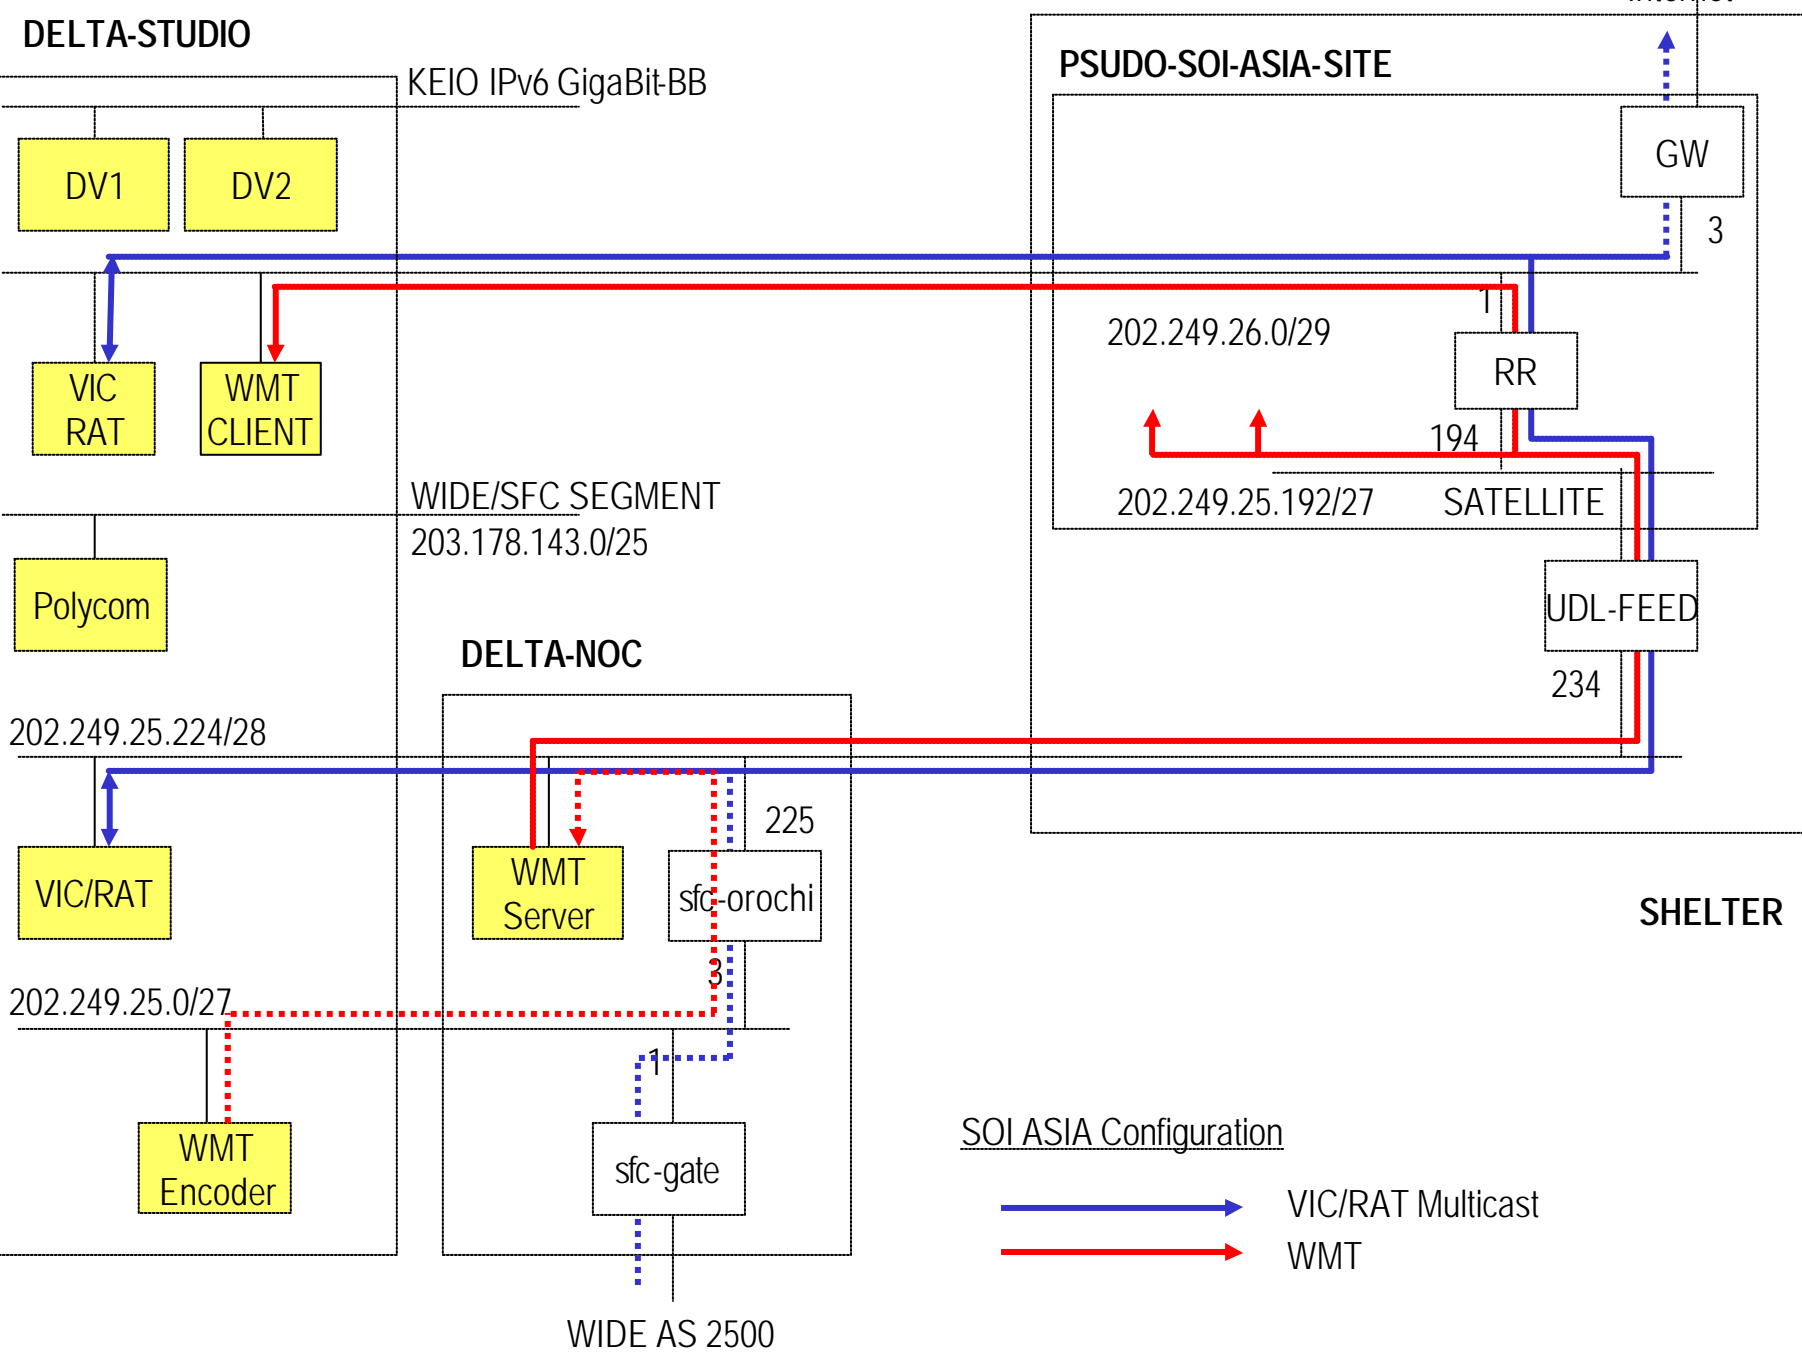 Internet
DELTA-STUDIO
PSUDO-SOI-ASIA-SITE
KEIO IPv6 GigaBit-BB
DV1
DV2
GW
3
1
202.249.26.0/29
RR
VIC
RAT
WMT
CLIENT
194
WIDE/SFC SEGMENT
203.178.143.0/25
202.249.25.192/27
SATELLITE
Polycom
UDL-FEED
DELTA-NOC
234
202.249.25.224/28
225
VIC/RAT
WMT
Server
sfc-orochi
SHELTER
3
202.249.25.0/27
1
WMT
Encoder
sfc-gate
SOI ASIA Configuration
VIC/RAT Multicast
WMT
WIDE AS 2500